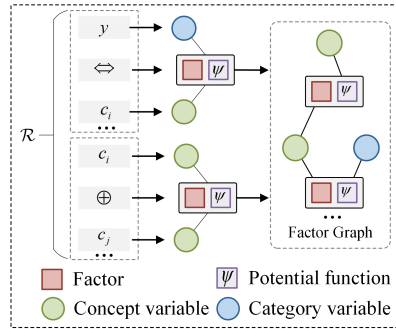 y
⇔ ψ
c_i
...
ψ
R
c_i
⊕ ψ
ψ
c_j
...
...
Factor Graph
Factor ψ Potential function
Concept variable Category variable